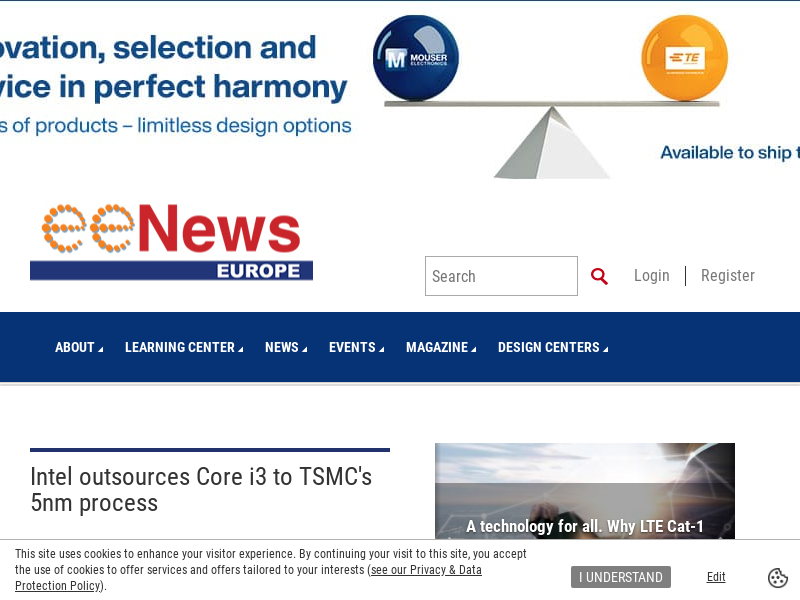 ovation, selection and
vice in perfect harmony
s of products – limitless design options
MOUSER
ELECTRONICS
TE
Available to ship t
eeNews
EUROPE
Search
Login
Register
ABOUT
LEARNING CENTER
NEWS
EVENTS
MAGAZINE
DESIGN CENTERS
Intel outsources Core i3 to TSMC's
5nm process
A technology for all. Why LTE Cat-1
This site uses cookies to enhance your visitor experience. By continuing your visit to this site, you accept
the use of cookies to offer services and offers tailored to your interests (see our Privacy & Data
Protection Policy).
I UNDERSTAND
Edit